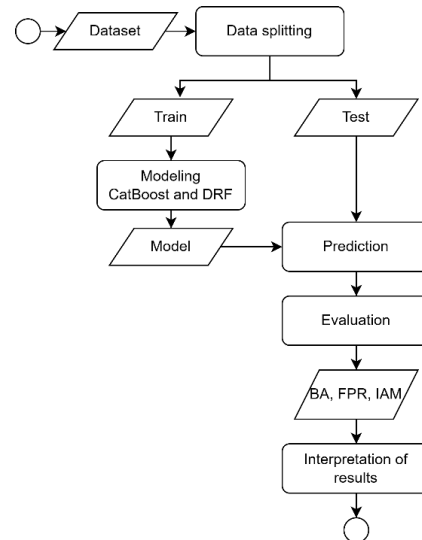 Dataset
Data splitting
Train
Test
Modeling
CatBoost and DRF
Model
Prediction
Evaluation
BA, FPR, IAM
Interpretation of
results